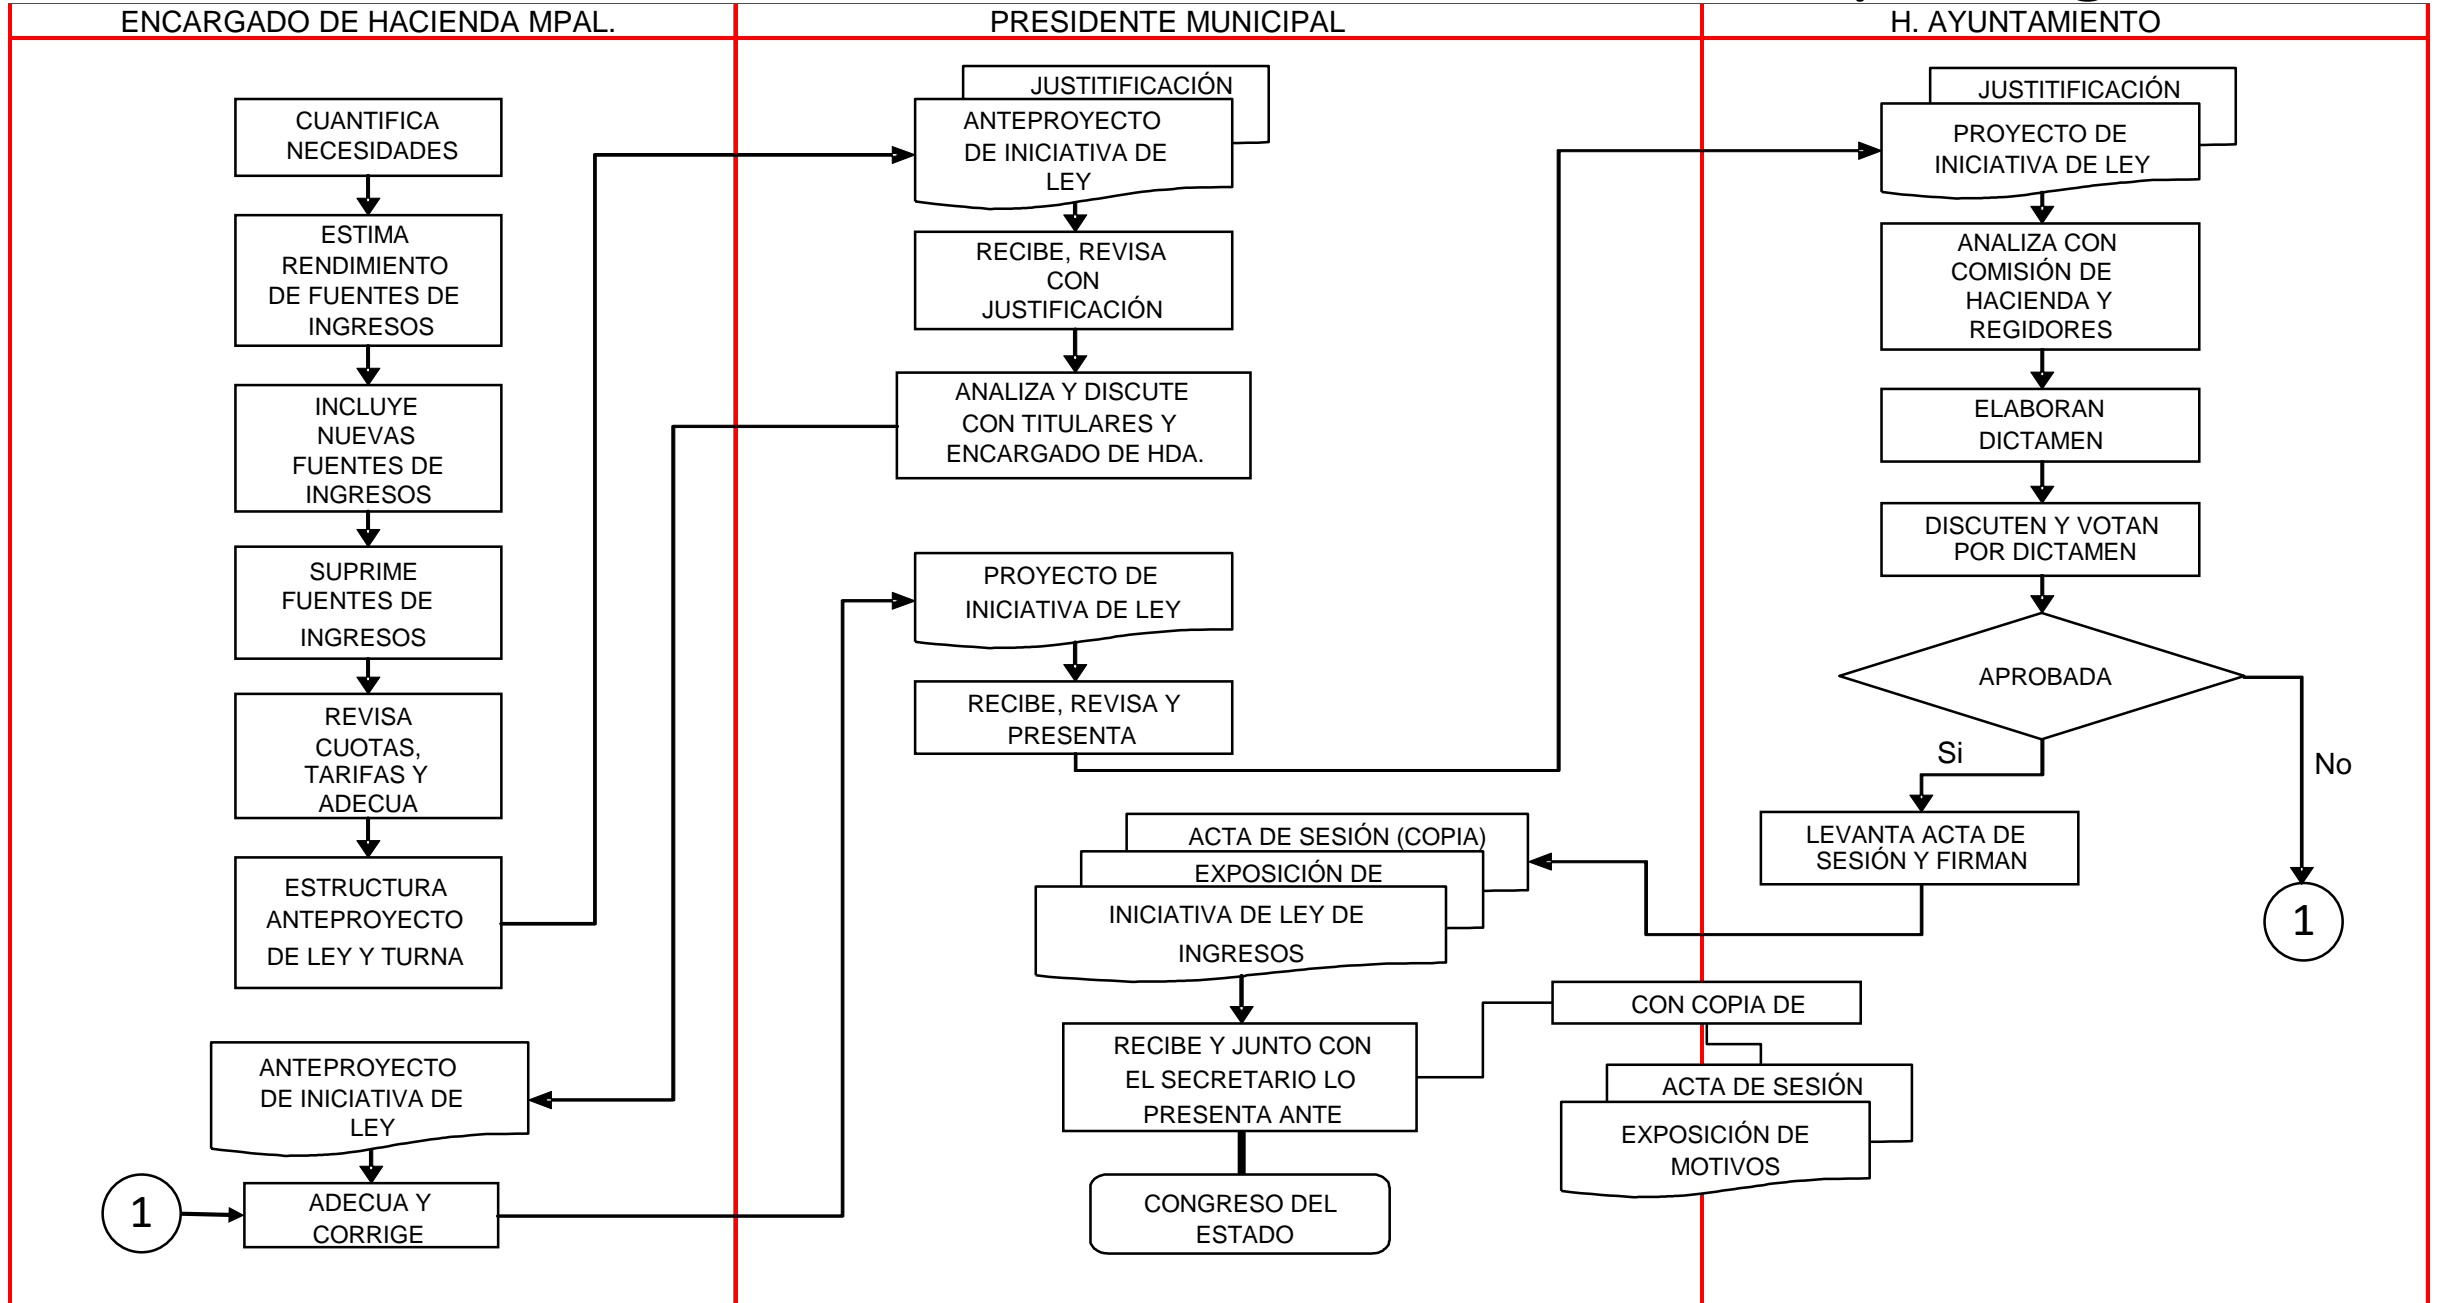 ENCARGADO DE HACIENDA MPAL.
PRESIDENTE MUNICIPAL
H. AYUNTAMIENTO
CUANTIFICA
NECESIDADES
ESTIMA
RENDIMIENTO
DE FUENTES DE
INGRESOS
INCLUYE
NUEVAS
FUENTES DE
INGRESOS
SUPRIME
FUENTES DE
INGRESOS
REVISA
CUOTAS,
TARIFAS Y
ADECUA
ESTRUCTURA
ANTEPROYECTO
DE LEY Y TURNA
ANTEPROYECTO
DE INICIATIVA DE
LEY
1
ADECUA Y
CORRIGE
JUSTITIFICACIÓN
ANTEPROYECTO
DE INICIATIVA DE
LEY
RECIBE, REVISA
CON
JUSTIFICACIÓN
ANALIZA Y DISCUTE
CON TITULARES Y
ENCARGADO DE HDA.
PROYECTO DE
INICIATIVA DE LEY
RECIBE, REVISA Y
PRESENTA
ACTA DE SESIÓN (COPIA)
EXPOSICIÓN DE
INICIATIVA DE LEY DE
INGRESOS
RECIBE Y JUNTO CON
EL SECRETARIO LO
PRESENTA ANTE
CONGRESO DEL
ESTADO
JUSTITIFICACIÓN
PROYECTO DE
INICIATIVA DE LEY
ANALIZA CON
COMISIÓN DE
HACIENDA Y
REGIDORES
ELABORAN
DICTAMEN
DISCUTEN Y VOTAN
POR DICTAMEN
APROBADA
Si
No
LEVANTA ACTA DE
SESIÓN Y FIRMAN
1
CON COPIA DE
ACTA DE SESIÓN
EXPOSICIÓN DE
MOTIVOS